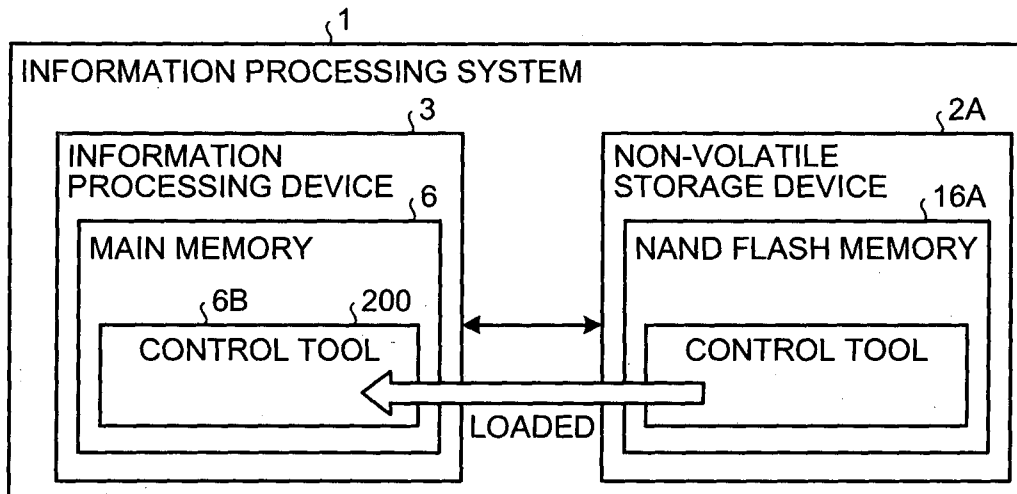 1
INFORMATION PROCESSING SYSTEM
3
INFORMATION
PROCESSING DEVICE
6
MAIN MEMORY
6B
200
CONTROL TOOL
2A
NON-VOLATILE
STORAGE DEVICE
16A
NAND FLASH MEMORY
CONTROL TOOL
LOADED